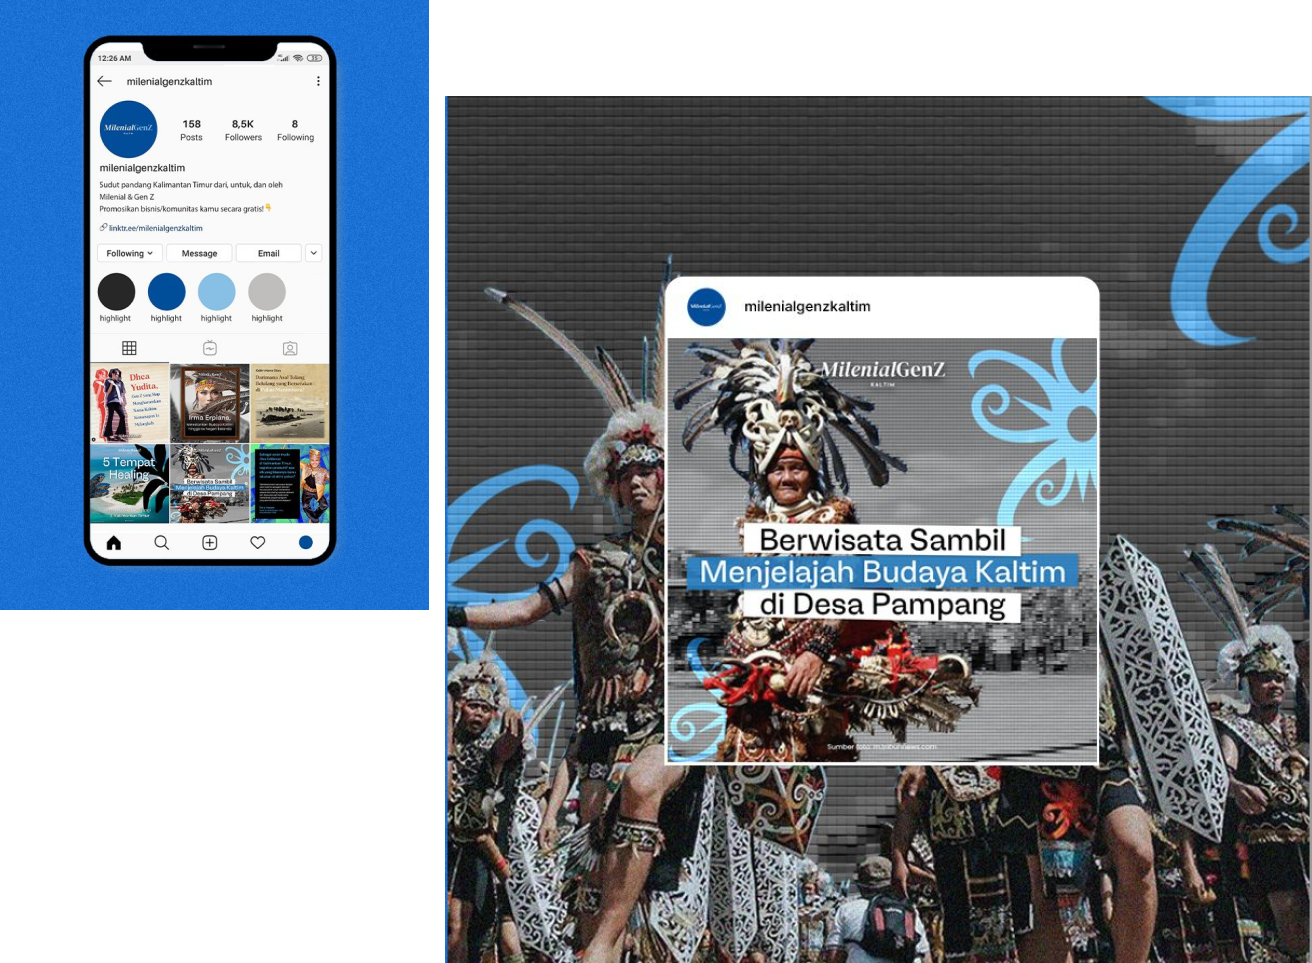 12:26 AM
33
milenialgenzkaltim
MilenialGenZ
158
Posts
8,5K
Followers
8
Following
milenialgenzkaltim
Sudut pandang Kalimantan Timur dari, untuk, dan oleh
Milenial & Gen Z
Promosikan bisnis/komunitas kamu secara gratis!👇
linktr.ee/milenialgenzkaltim
Following
Message
Email
highlight
highlight
highlight
highlight
Dhea
Yudita,
Irma Erpiane,
5 Tempat
Healing
Berwisata Sambil
Menjelajah Budaya Kaltim
di Desa Pampang
milenialgenzkaltim
MilenialGenZ
KALTIM
Berwisata Sambil
Menjelajah Budaya Kaltim
di Desa Pampang
Sumber foto: